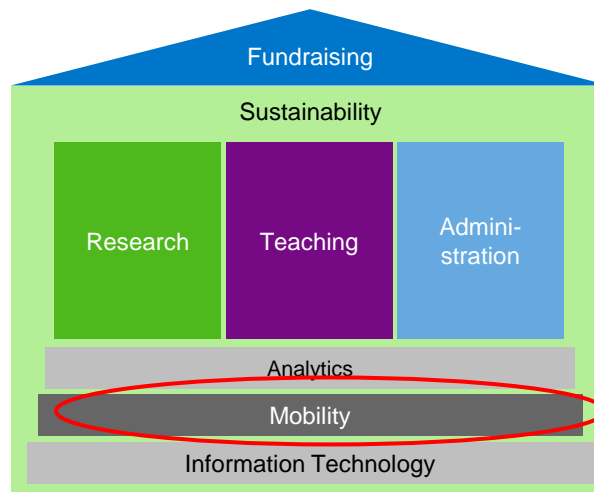 Fundraising
Sustainability
Research
Teaching
Admini-
stration
Analytics
Mobility
Information Technology